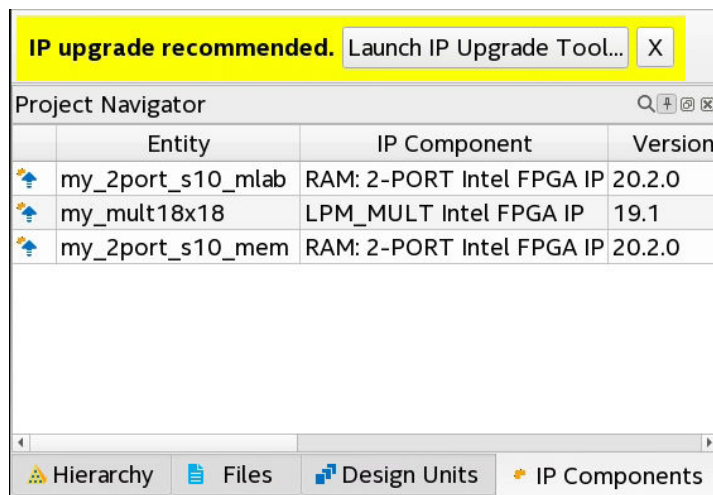 IP upgrade recommended. Launch IP Upgrade Tool... X
Project Navigator
Entity IP Component Version
my_2port_s10_mlab RAM: 2-PORT Intel FPGA IP 20.2.0
my_mult18x18 LPM_MULT Intel FPGA IP 19.1
my_2port_s10_mem RAM: 2-PORT Intel FPGA IP 20.2.0
Hierarchy Files Design Units IP Components